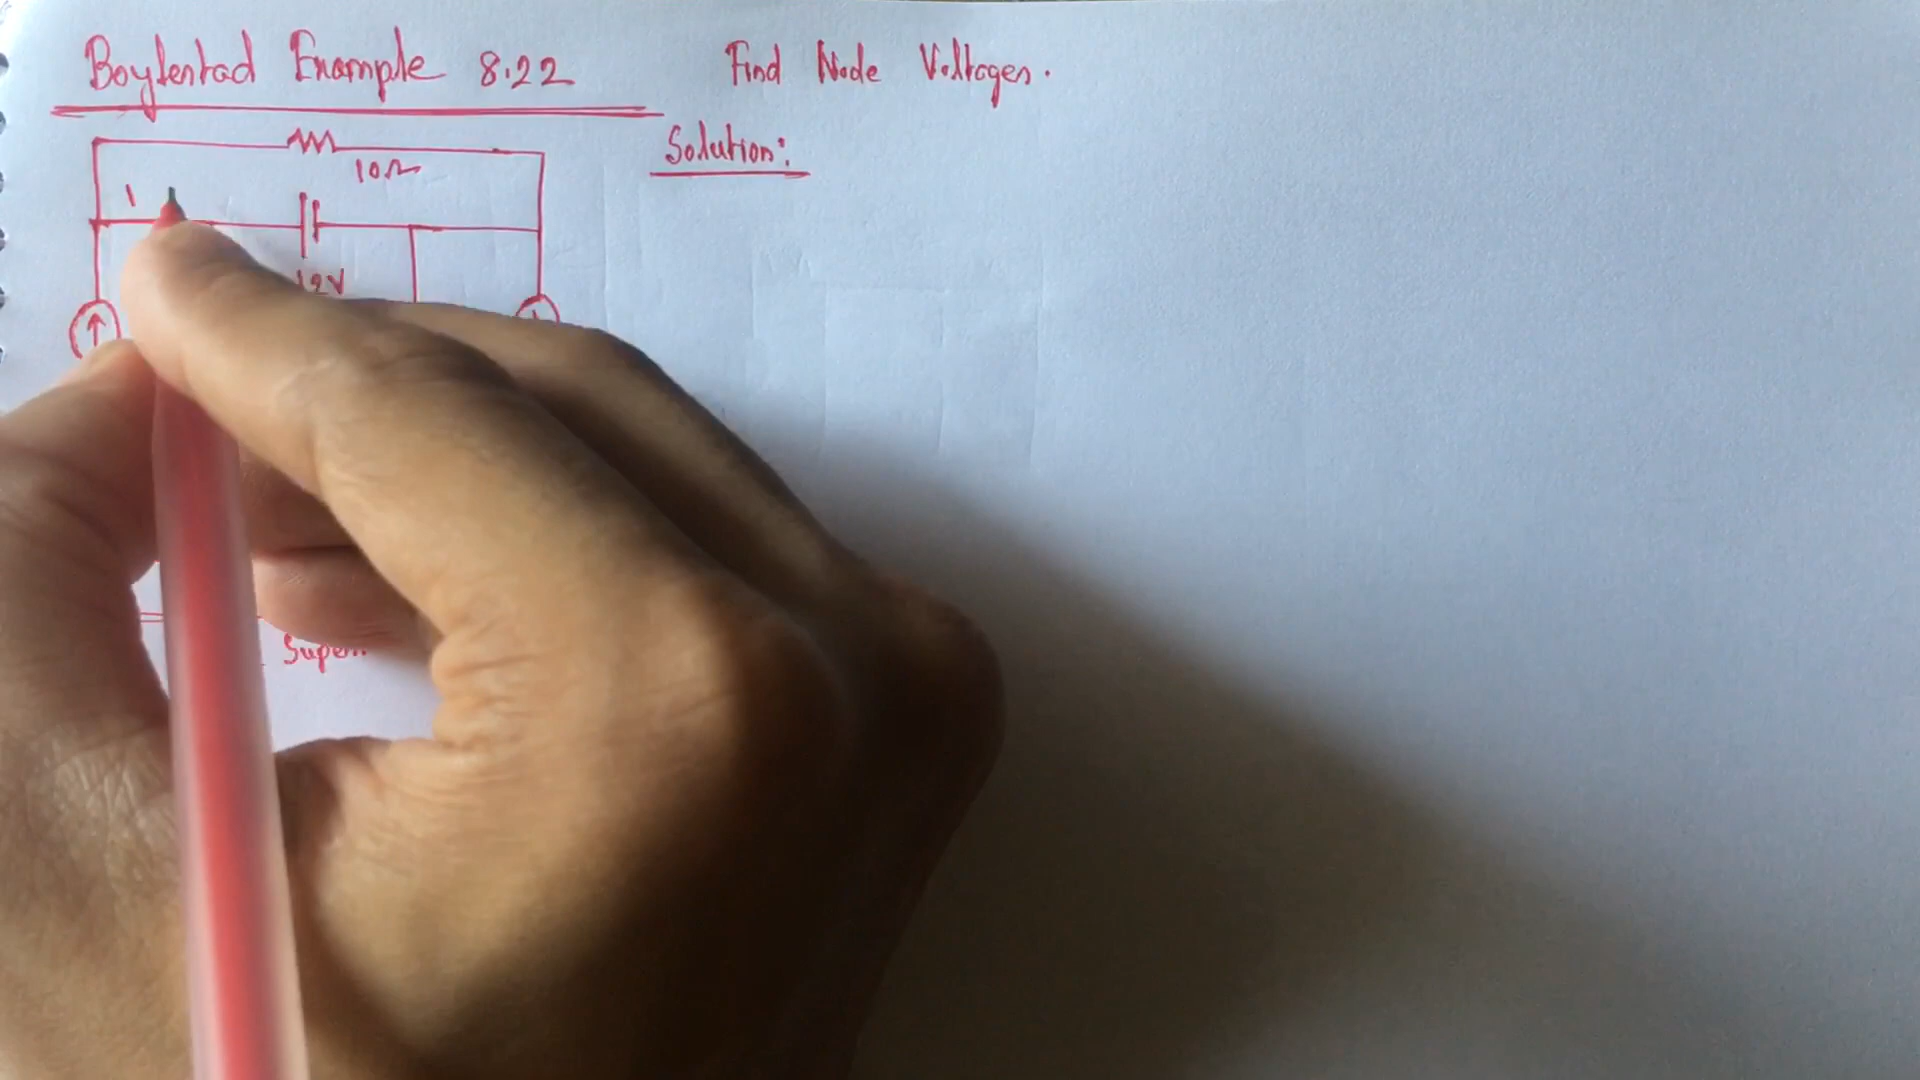 Boylestad Example 8.22
Find Node Voltages.
Solution:
10Ω
1
12V